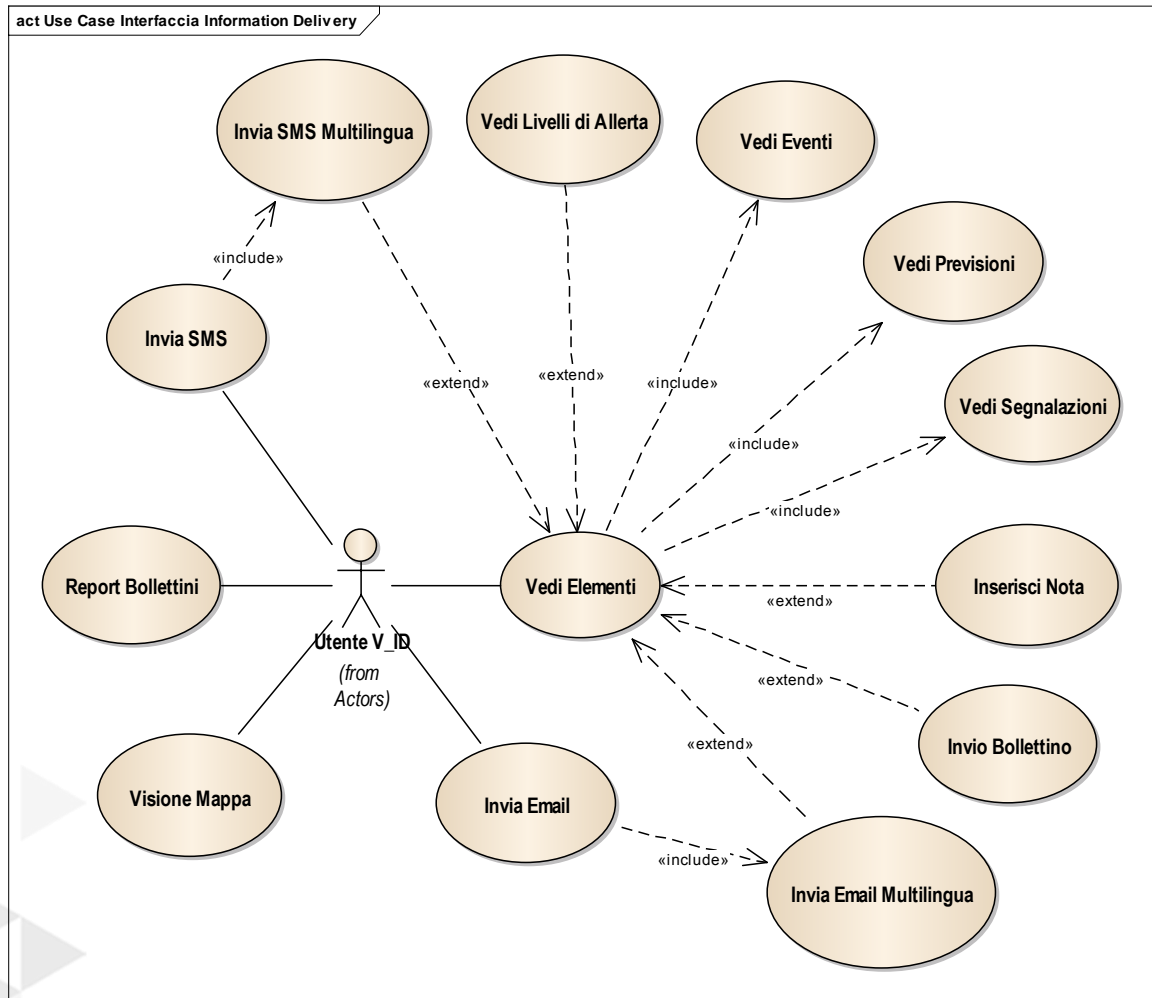 act Use Case Interfaccia Information Delivery
Invia SMS Multilingua
Vedi Livelli di Allerta
Vedi Eventi
Vedi Previsioni
«include»
Invia SMS
«extend»
«extend»
«include»
«include»
Vedi Segnalazioni
«include»
Report Bollettini
Vedi Elementi
Inserisci Nota
«extend»
Utente V_ID
(from
Actors)
«extend»
Invio Bollettino
«extend»
Visione Mappa
Invia Email
«include»
Invia Email Multilingua